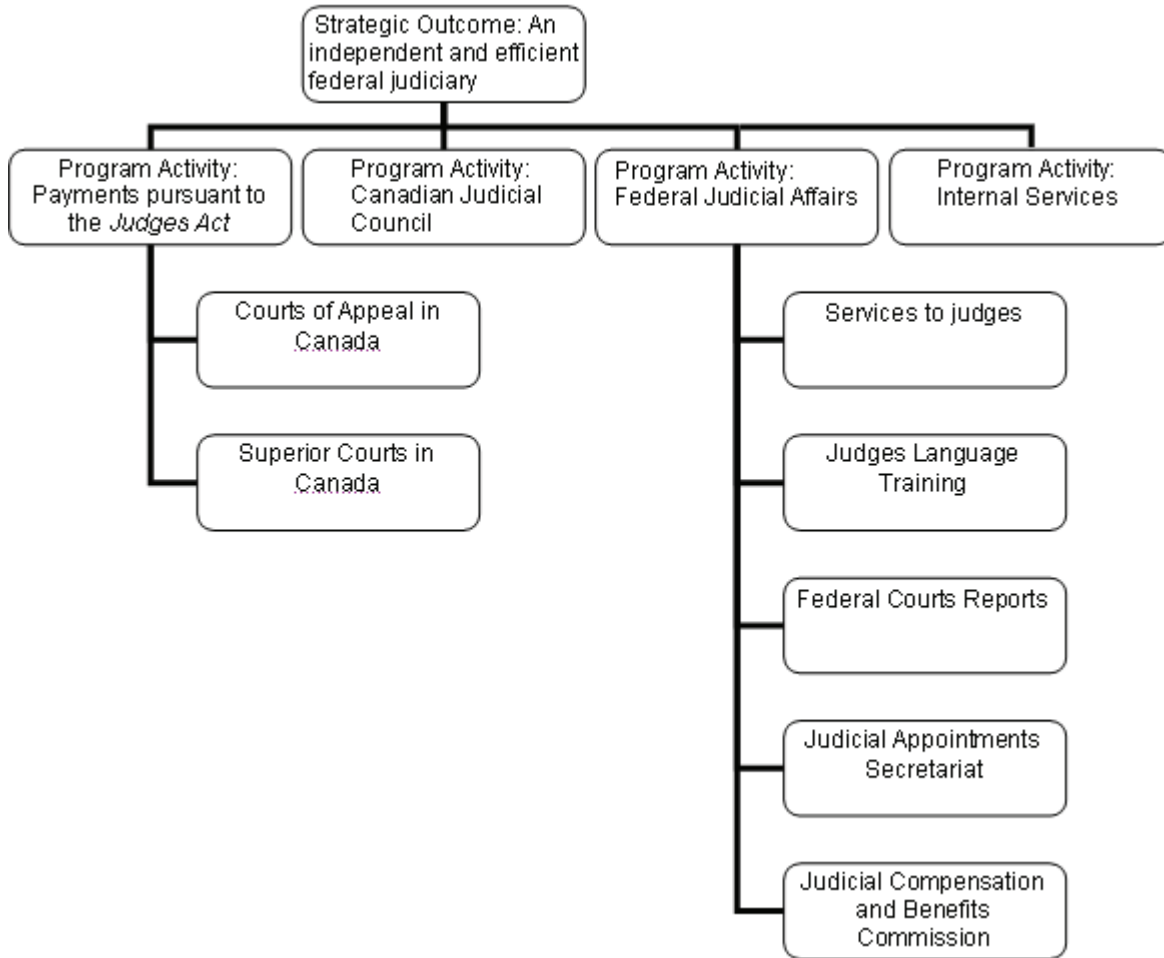 Strategic Outcome: An
independent and efficient
federal judiciary
Program Activity:
Payments pursuant to
the Judges Act
Program Activity:
Canadian Judicial
Council
Program Activity:
Federal Judicial Affairs
Program Activity:
Internal Services
Courts of Appeal in
Canada
Superior Courts in
Canada
Services to judges
Judges Language
Training
Federal Courts Reports
Judicial Appointments
Secretariat
Judicial Compensation
and Benefits
Commission